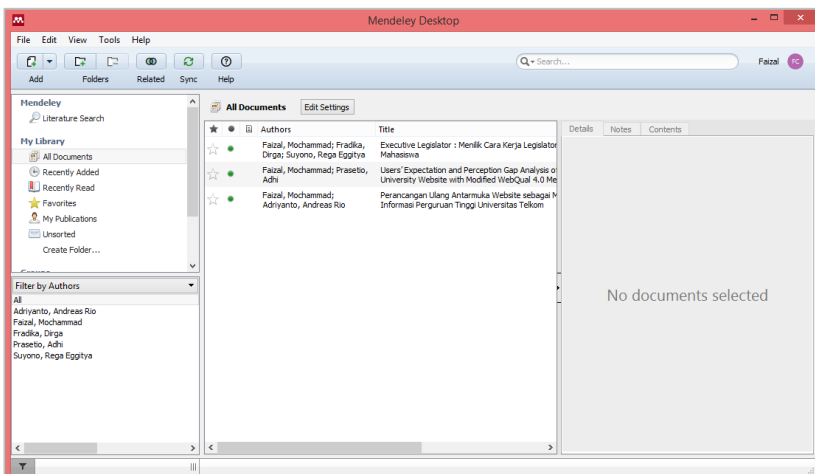 Mendeley Desktop
File Edit View Tools Help
Add Folders Related Sync Help
Search...
Faizal FC
Mendeley
Literature Search
My Library
All Documents
Recently Added
Recently Read
Favorites
My Publications
Unsorted
Create Folder...
Filter by Authors
All
Adriyanto, Andreas Rio
Faizal, Mochammad
Fradika, Dirga
Prasetio, Adhi
Suyono, Rega Eggitya
All Documents Edit Settings
Authors Title
Faizal, Mochammad; Fradika, Executive Legislator : Menilik Cara Kerja Legislator
Dirga; Suyono, Rega Eggitya Mahasiswa
Faizal, Mochammad; Prasetio, Users' Expectation and Perception Gap Analysis of
Adhi University Website with Modified WebQual 4.0 Me
Faizal, Mochammad; Perancangan Ulang Antarmuka Website sebagai M
Adriyanto, Andreas Rio Informasi Perguruan Tinggi Universitas Telkom
Details Notes Contents
No documents selected